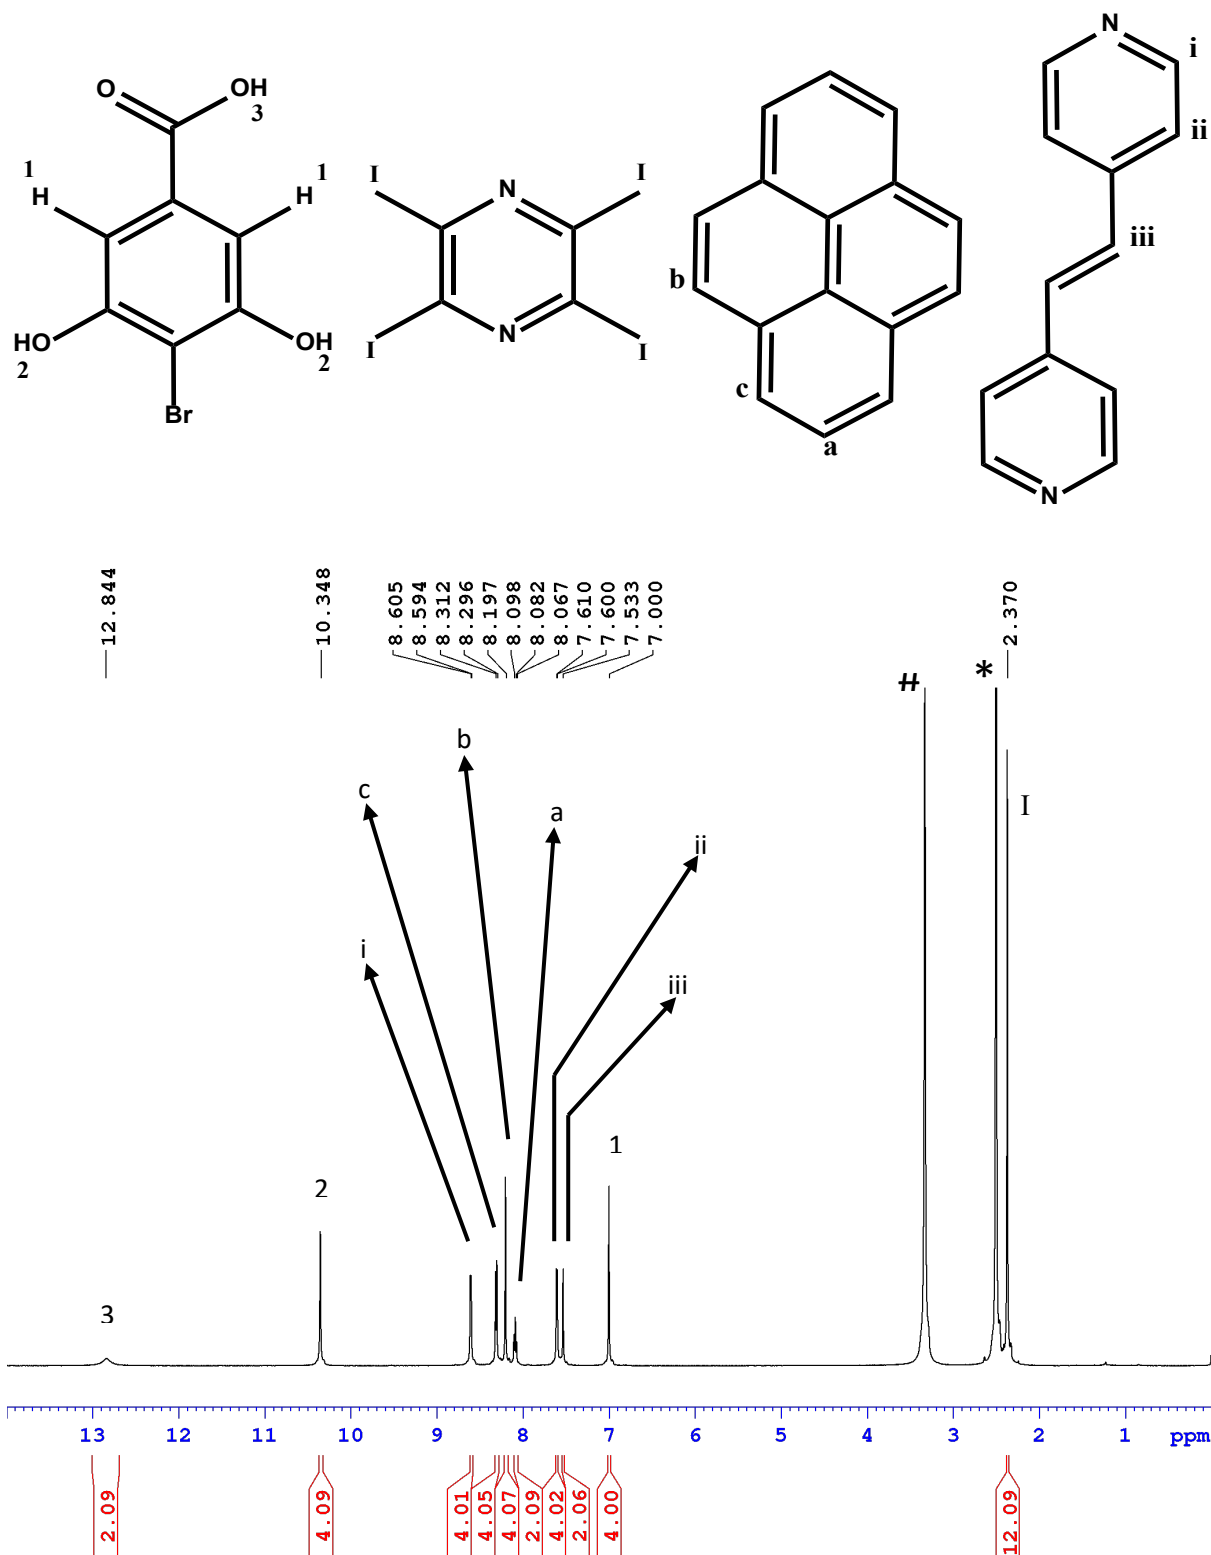 N
i
O
OH
3
ii
1
H
1
H
I
N
I
iii
b
HO
2
OH
2
I
N
I
c
a
Br
N
12.844
10.348
8.605
8.594
8.312
8.296
8.197
8.098
8.082
8.067
7.610
7.600
7.533
7.000
2.370
#
*
b
c
a
I
ii
i
iii
1
2
3
13 12 11 10 9 8 7 6 5 4 3 2 1 ppm
2.09
4.09
4.01
4.05
4.07
2.09
4.02
2.06
4.00
12.09